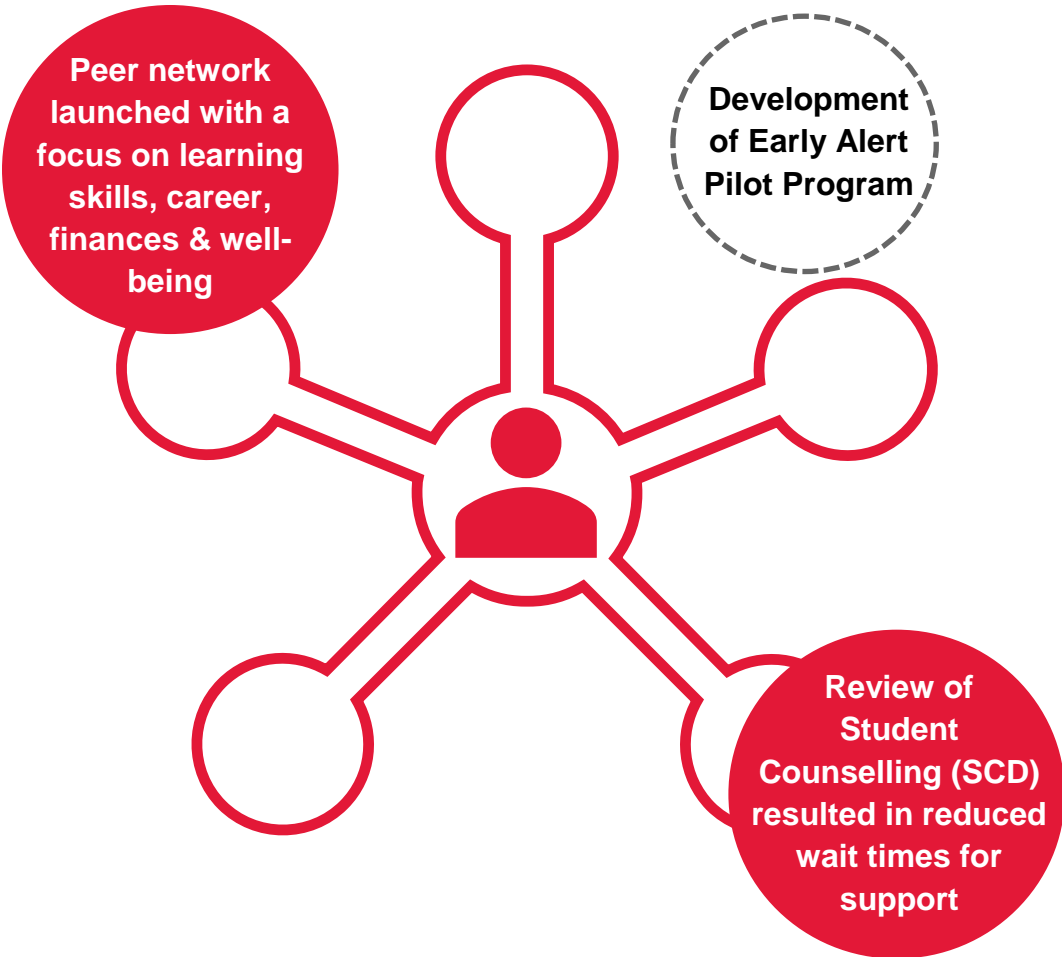 Peer network
launched with a
focus on learning
skills, career,
finances & well-
being
Development
of Early Alert
Pilot Program
Review of
Student
Counselling (SCD)
resulted in reduced
wait times for
support